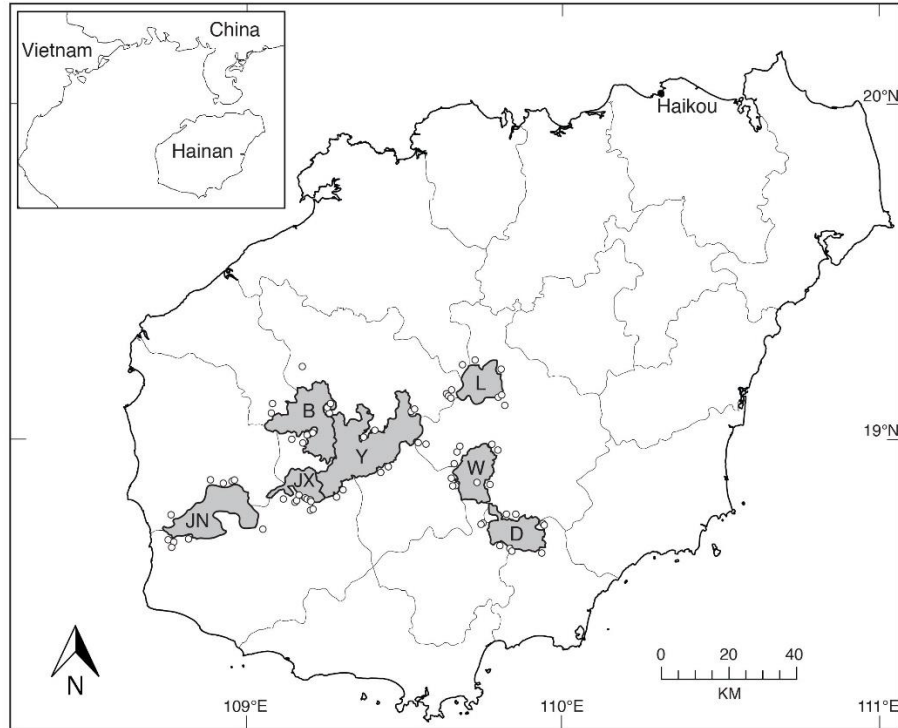 China
Vietnam
Hainan
Haikou
20°N
L
B
19°N
Y
W
JX
JN
D
N
0 20 40
KM
109°E
110°E
111°E